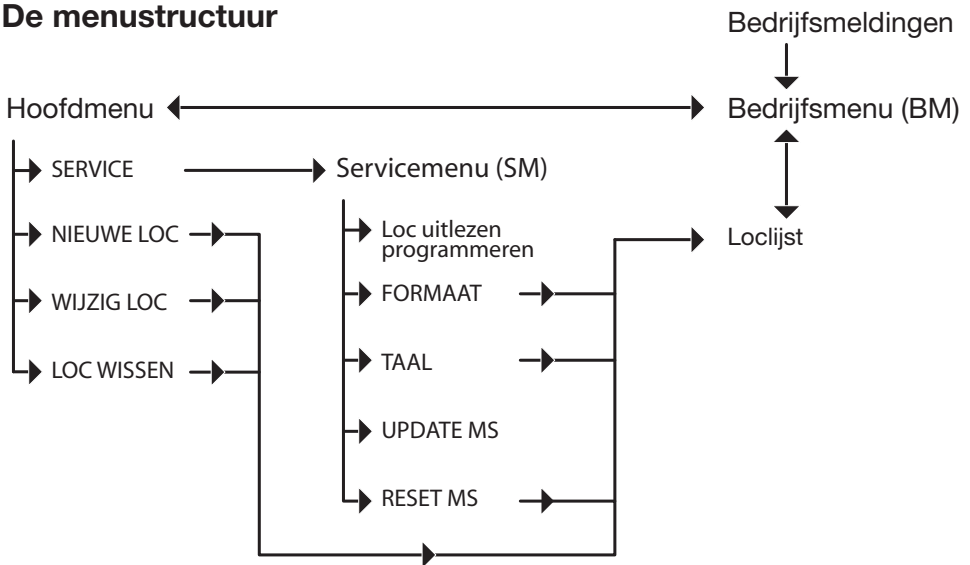 De menustructuur
Bedrijfsmeldingen
Hoofdmenu
Bedrijfsmenu (BM)
SERVICE
Servicemenu (SM)
NIEUWE LOC
Loc uitlezen
programmeren
Loclijst
WIJZIG LOC
FORMAAT
LOC WISSEN
TAAL
UPDATE MS
RESET MS